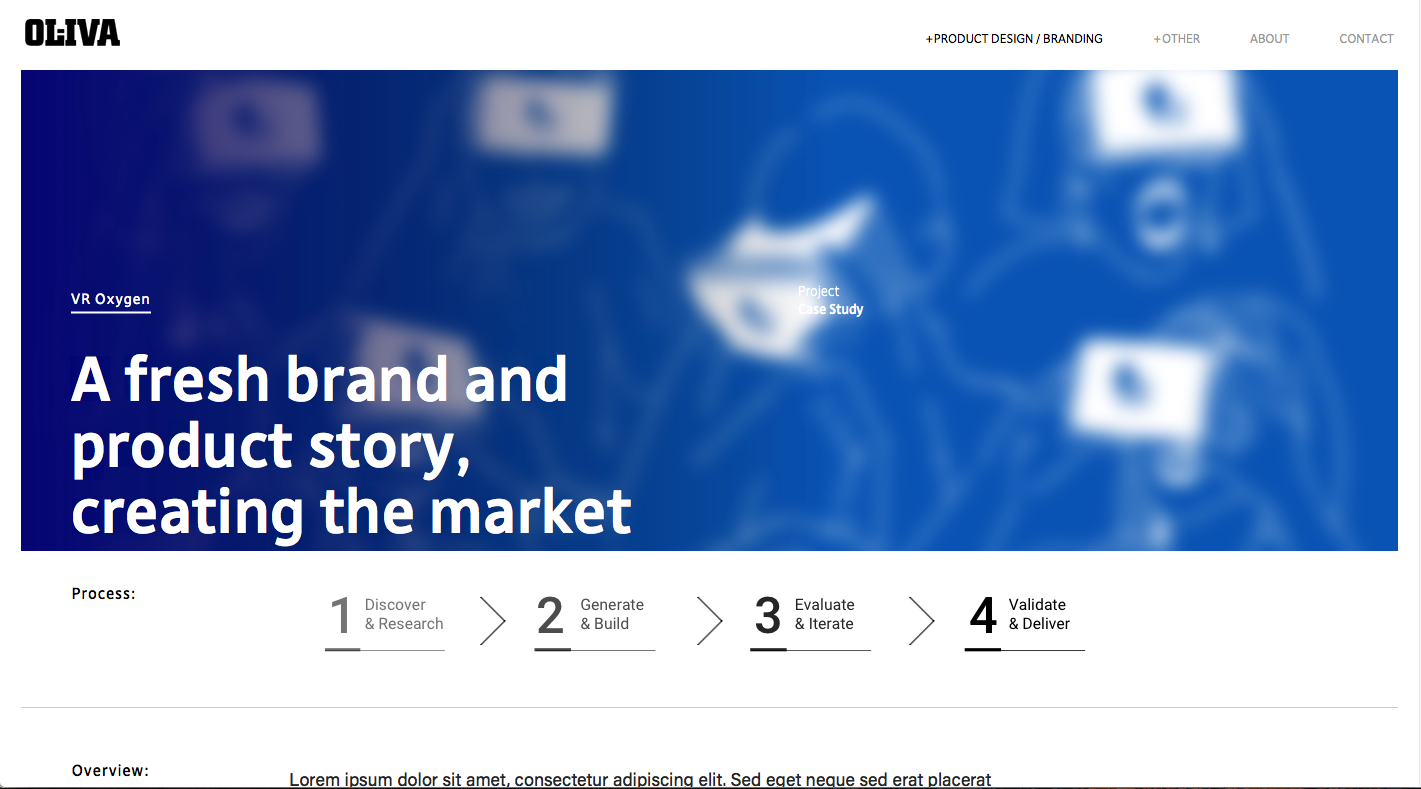 OLIVA
+PRODUCT DESIGN / BRANDING
+OTHER
ABOUT
CONTACT
VR Oxygen
Project
Case Study
A fresh brand and
product story,
creating the market
Process:
1 Discover
& Research
2 Generate
& Build
3 Evaluate
& Iterate
4 Validate
& Deliver
Overview:
Lorem ipsum dolor sit amet, consectetur adipiscing elit. Sed eget neque sed erat placerat